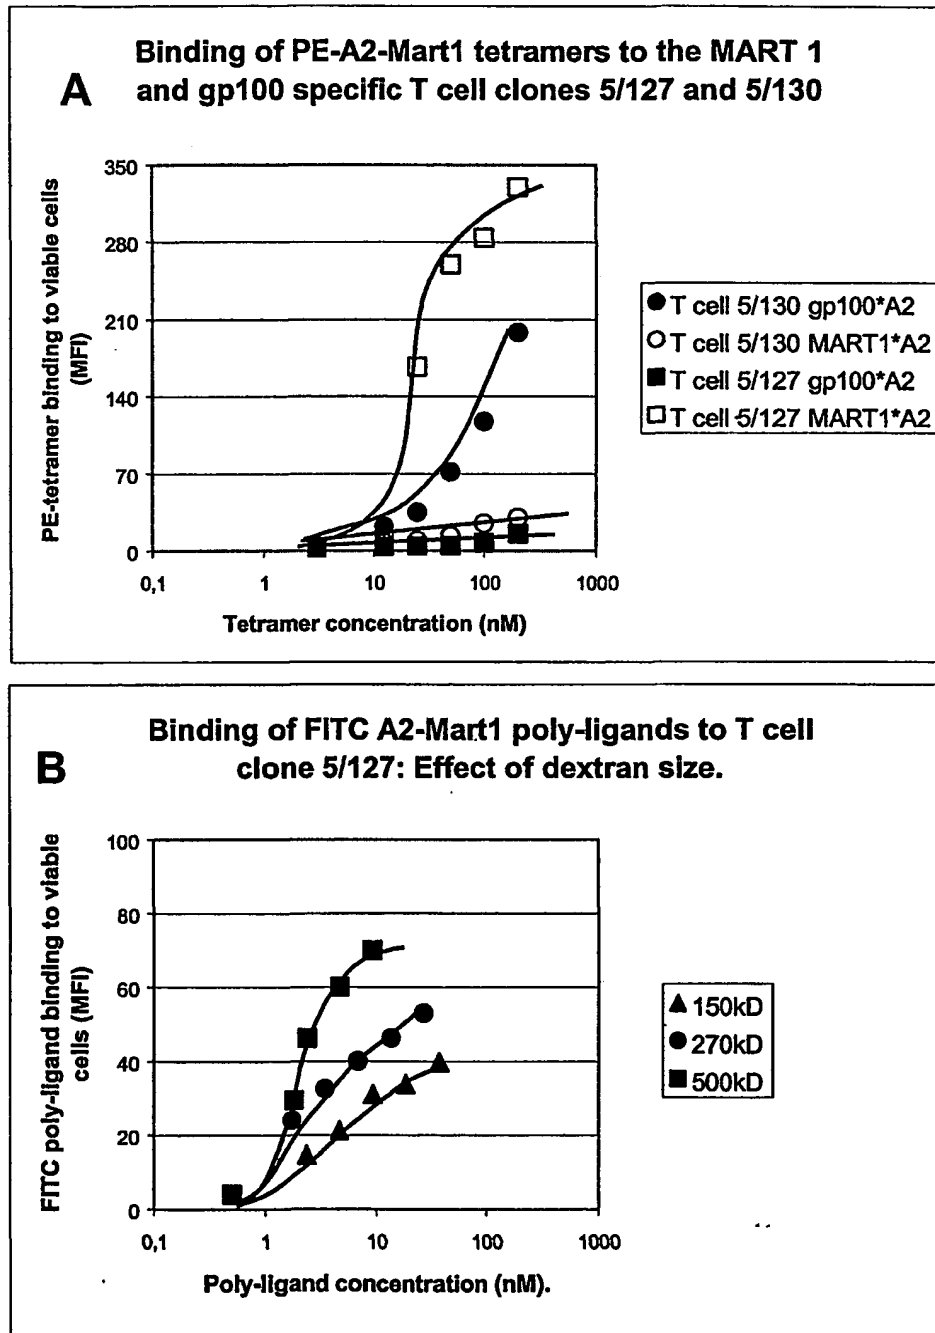 A
Binding of PE-A2-Mart1 tetramers to the MART 1
and gp100 specific T cell clones 5/127 and 5/130
PE-tetramer binding to viable cells
(MFI)
350
280
210
140
70
0
0,1
1
10
100
1000
Tetramer concentration (nM)
T cell 5/130 gp100*A2
T cell 5/130 MART1*A2
T cell 5/127 gp100*A2
T cell 5/127 MART1*A2
B
Binding of FITC A2-Mart1 poly-ligands to T cell
clone 5/127: Effect of dextran size.
FITC poly-ligand binding to viable
cells (MFI)
100
80
60
40
20
0
0,1
1
10
100
1000
Poly-ligand concentration (nM).
150kD
270kD
500kD